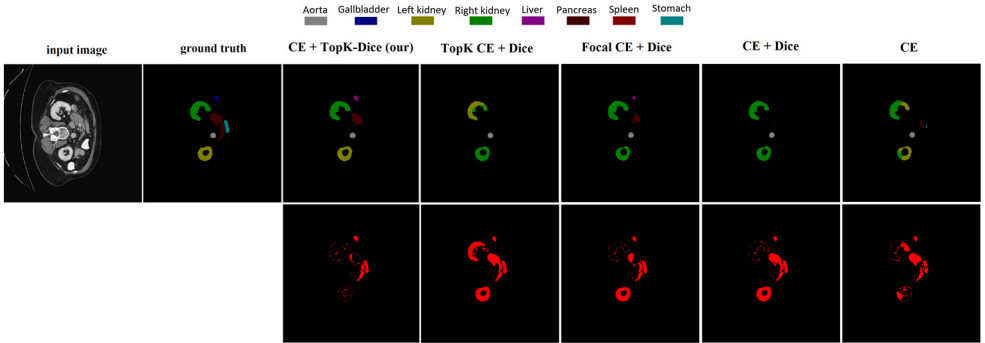 Aorta Gallbladder Left kidney Right kidney Liver Pancreas Spleen Stomach
input image ground truth CE + TopK-Dice (our) TopK CE + Dice Focal CE + Dice CE + Dice CE